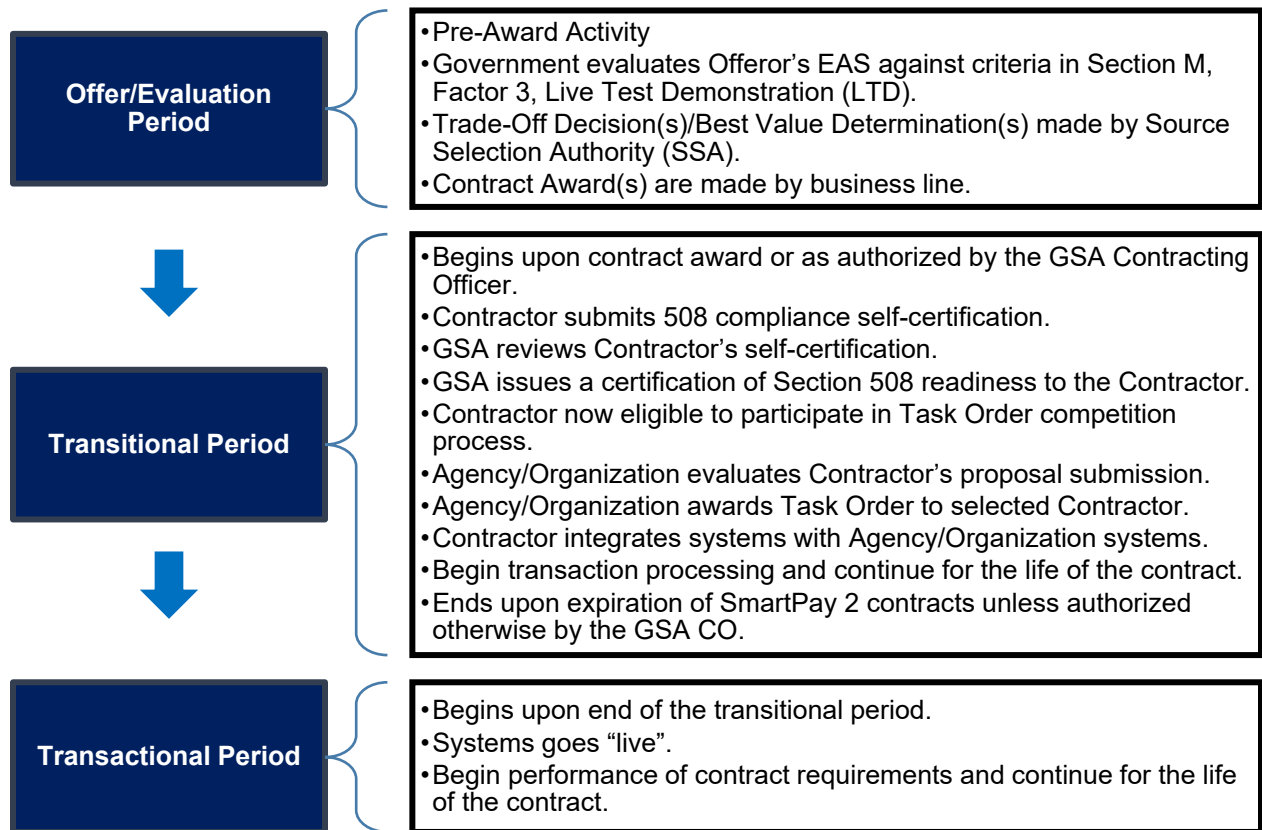 Offer/Evaluation
Period
•Pre-Award Activity
•Government evaluates Offeror’s EAS against criteria in Section M,
Factor 3, Live Test Demonstration (LTD).
•Trade-Off Decision(s)/Best Value Determination(s) made by Source
Selection Authority (SSA).
•Contract Award(s) are made by business line.
Transitional Period
•Begins upon contract award or as authorized by the GSA Contracting
Officer.
•Contractor submits 508 compliance self-certification.
•GSA reviews Contractor’s self-certification.
•GSA issues a certification of Section 508 readiness to the Contractor.
•Contractor now eligible to participate in Task Order competition
process.
•Agency/Organization evaluates Contractor’s proposal submission.
•Agency/Organization awards Task Order to selected Contractor.
•Contractor integrates systems with Agency/Organization systems.
•Begin transaction processing and continue for the life of the contract.
•Ends upon expiration of SmartPay 2 contracts unless authorized
otherwise by the GSA CO.
Transactional Period
•Begins upon end of the transitional period.
•Systems goes “live”.
•Begin performance of contract requirements and continue for the life
of the contract.